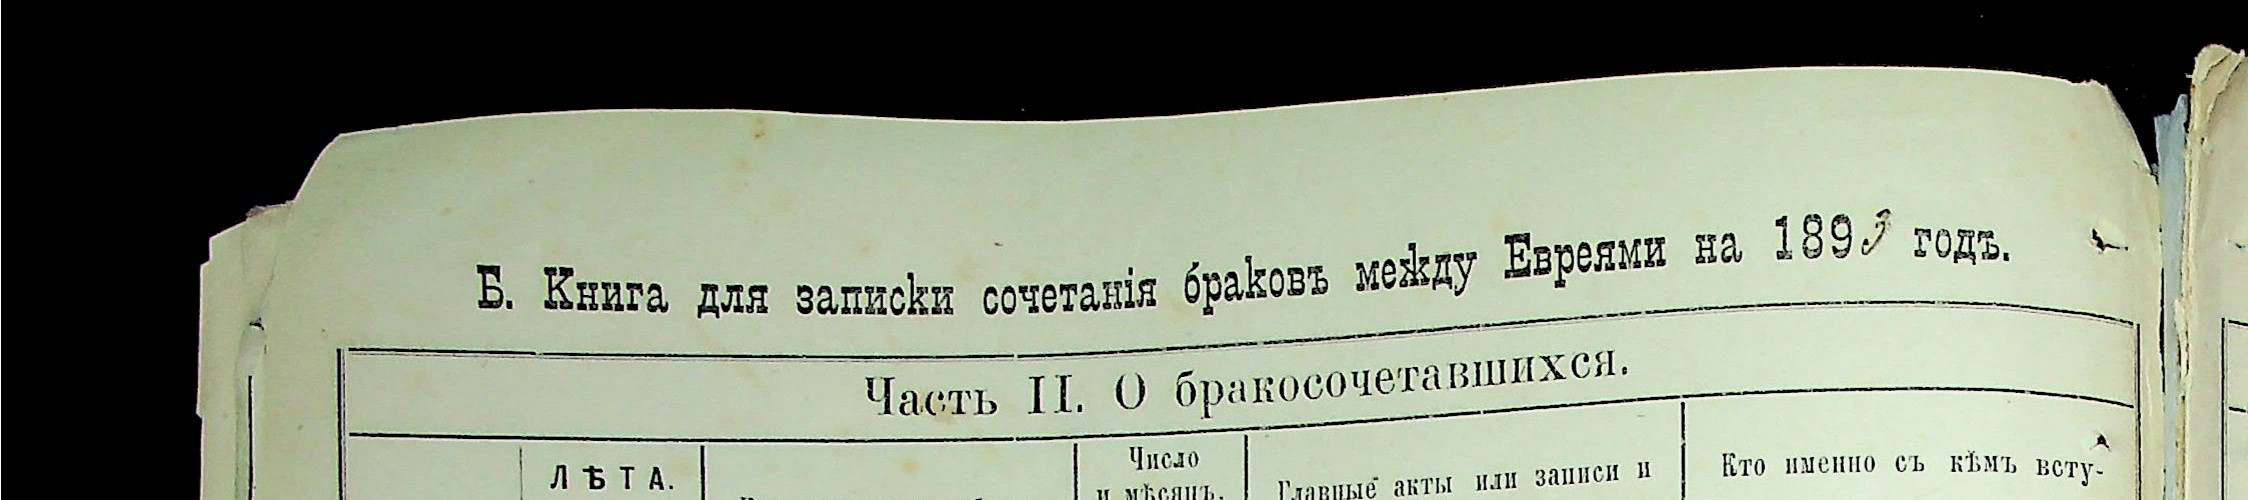 Б. Книга для записки сочетанія браковъ между Евреями на 1893 годъ.
Часть II. О бракосочетавшихся.
ЛѢТА.
Число
и мѣсяцъ.
Главные акты или записи и
Кто именно съ кѣмъ всту-